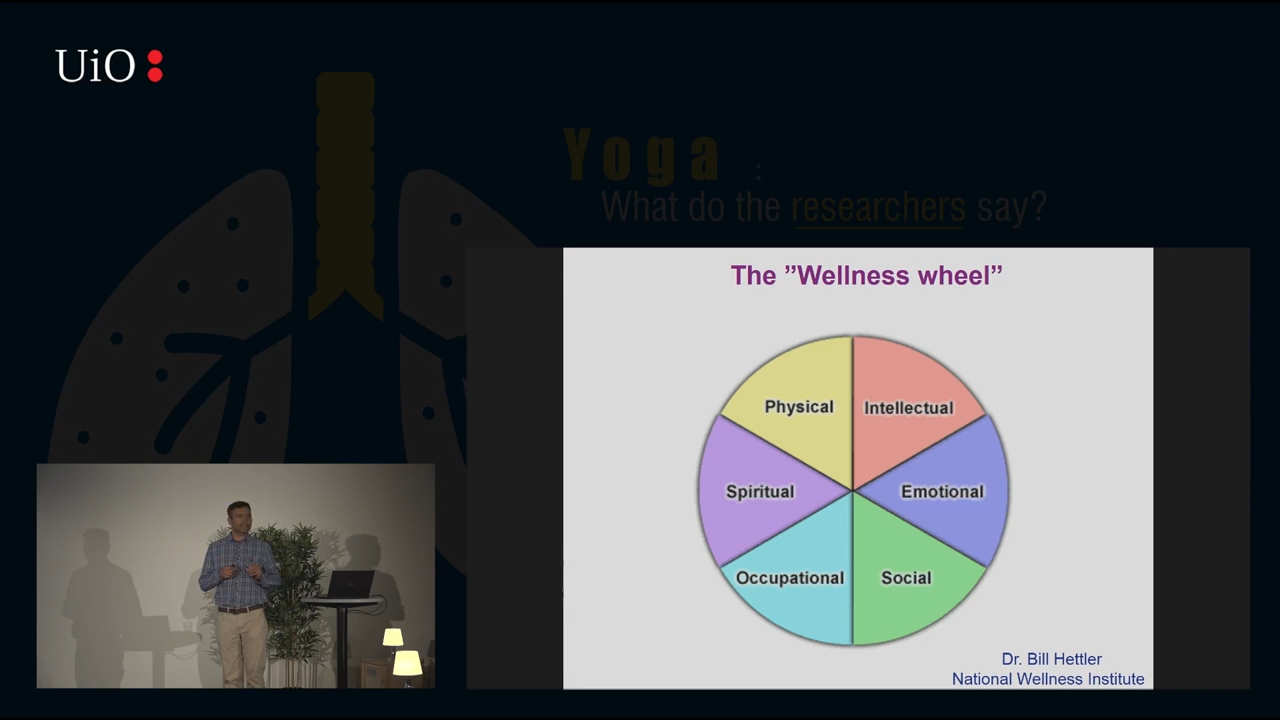 UiO:
Yoga :
What do the researchers say?
The ”Wellness wheel”
Physical
Intellectual
Spiritual
Emotional
Occupational
Social
Dr. Bill Hettler
National Wellness Institute